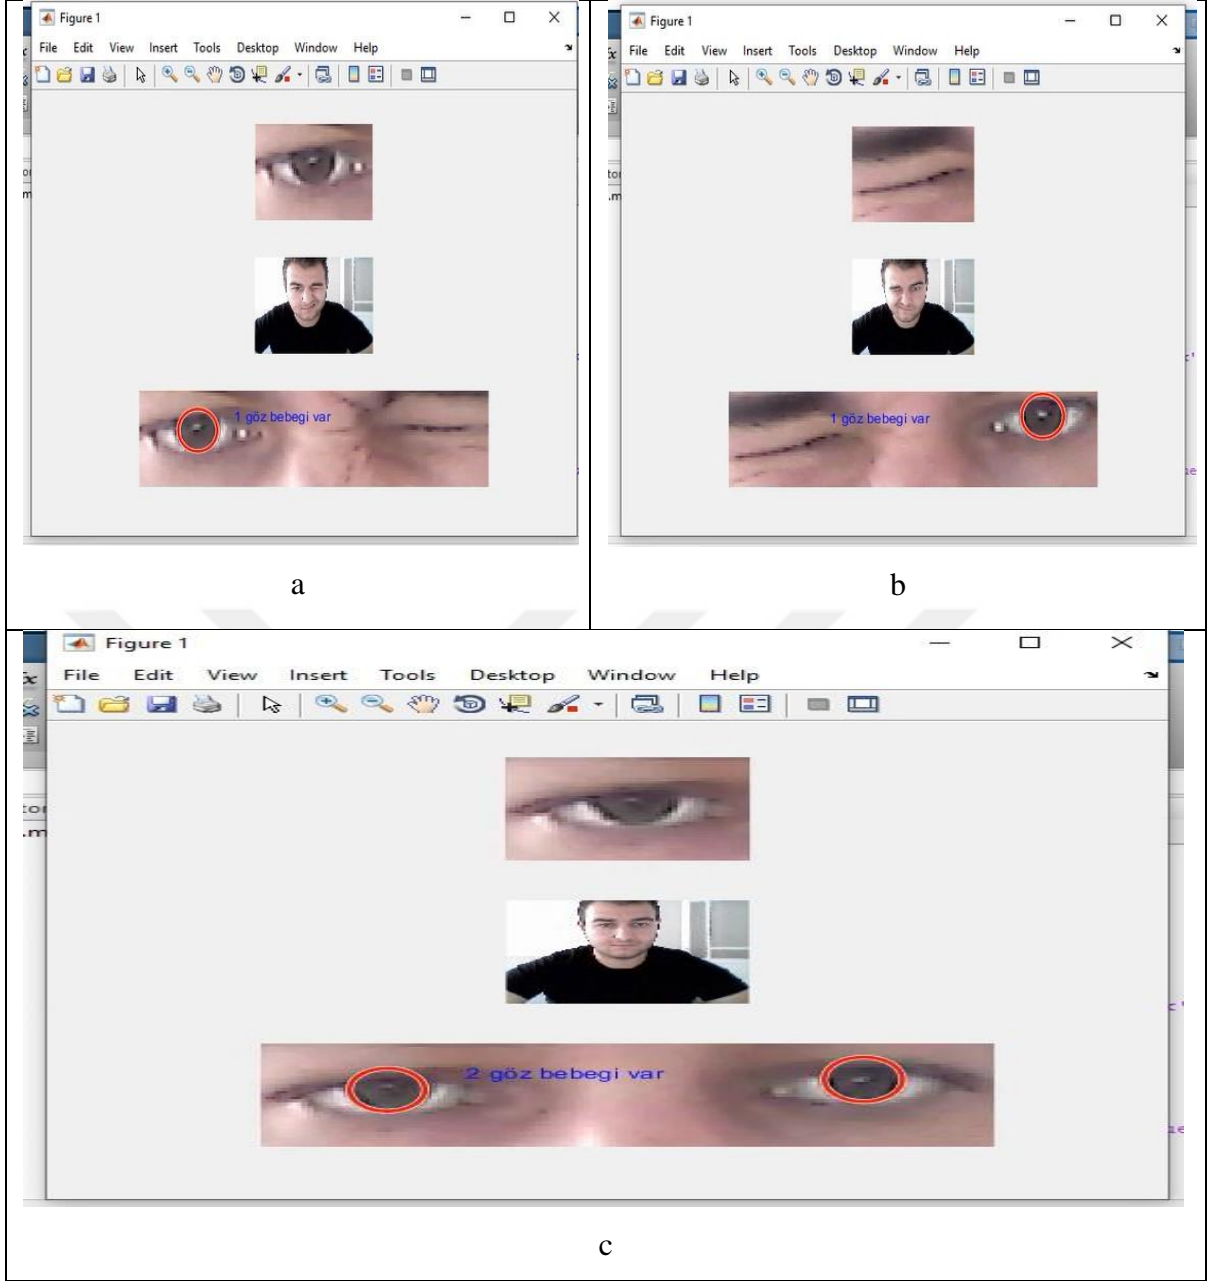 Figure 1
File Edit View Insert Tools Desktop Window Help
1 göz bebegi var
a
Figure 1
File Edit View Insert Tools Desktop Window Help
1 göz bebegi var
b
Figure 1
File Edit View Insert Tools Desktop Window Help
2 göz bebegi var
c